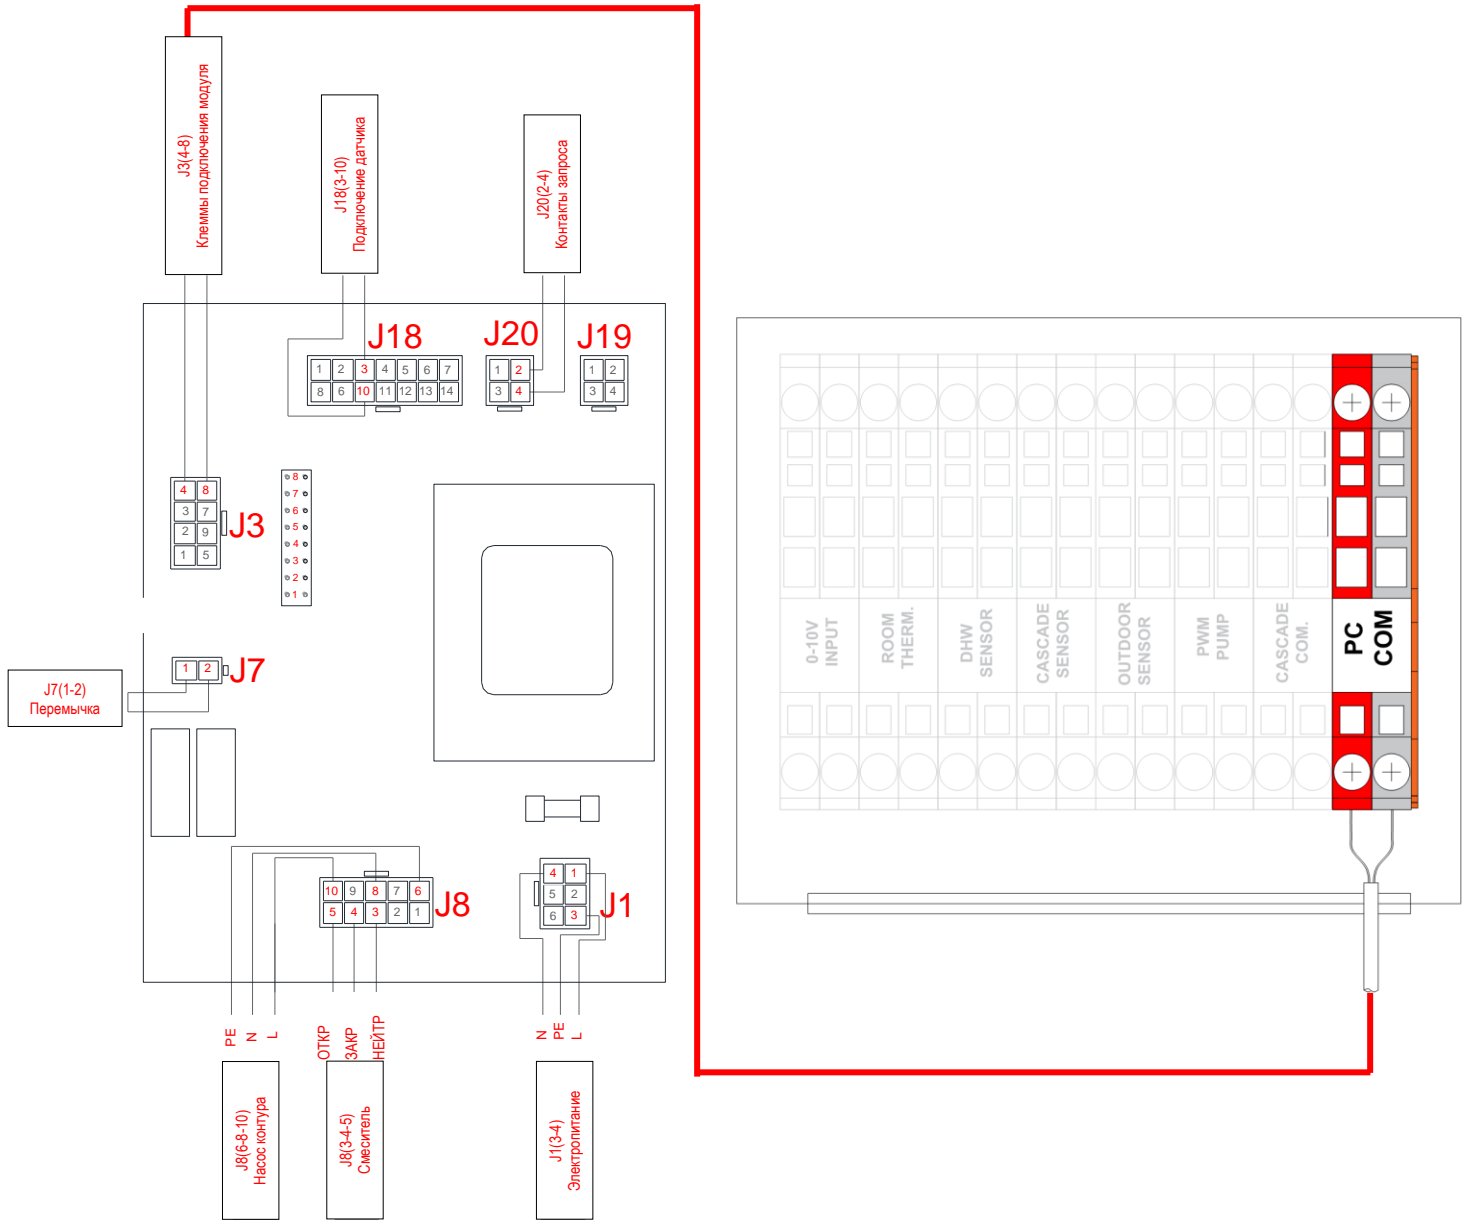 J3(4-8)
Клеммы подключения модуля
J18(3-10)
Подключение датчика
J20(2-4)
Контакты запроса
J18
J20
J19
1 2 3 4 5 6 7
8 6 10 11 12 13 14
1 2
3 4
1 2
3 4
4 8
3 7
2 9
1 5
J3
8
7
6
5
4
3
2
1
1 2
J7
J7(1-2)
Перемычка
10 9 8 7 6
5 4 3 2 1
J8
4 1
5 2
6 3
J1
PE
N
L
ОТКР
ЗАКР
НЕЙТР
N
PE
L
J8(6-8-10)
Насос контура
J8(3-4-5)
Смеситель
J1(3-4)
Электропитание
0-10V
INPUT
ROOM
THERM.
DHW
SENSOR
CASCADE
SENSOR
OUTDOOR
SENSOR
PWM
PUMP
CASCADE
COM.
PC
COM